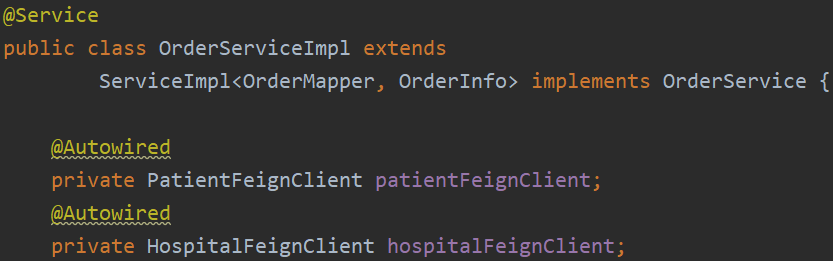 @Service
public class OrderServiceImpl extends
        ServiceImpl<OrderMapper, OrderInfo> implements OrderService {
    @Autowired
    private PatientFeignClient patientFeignClient;
    @Autowired
    private HospitalFeignClient hospitalFeignClient;